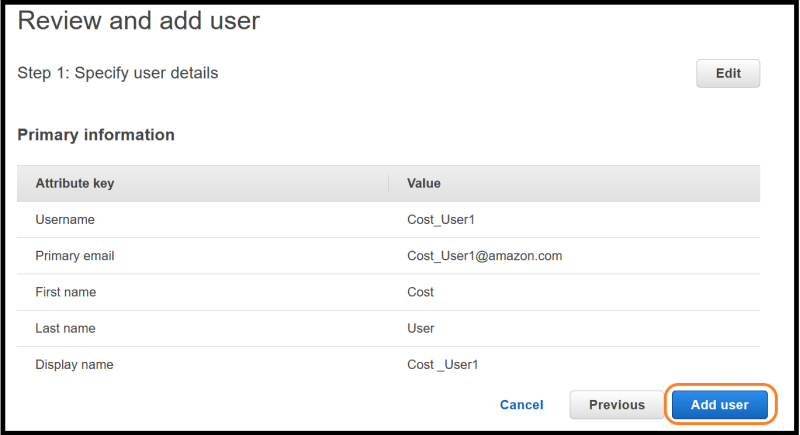 Review and add user
Step 1: Specify user details
Edit
Primary information
Attribute key Value
Username Cost_User1
Primary email Cost_User1@amazon.com
First name Cost
Last name User
Display name Cost _User1
Cancel Previous Add user